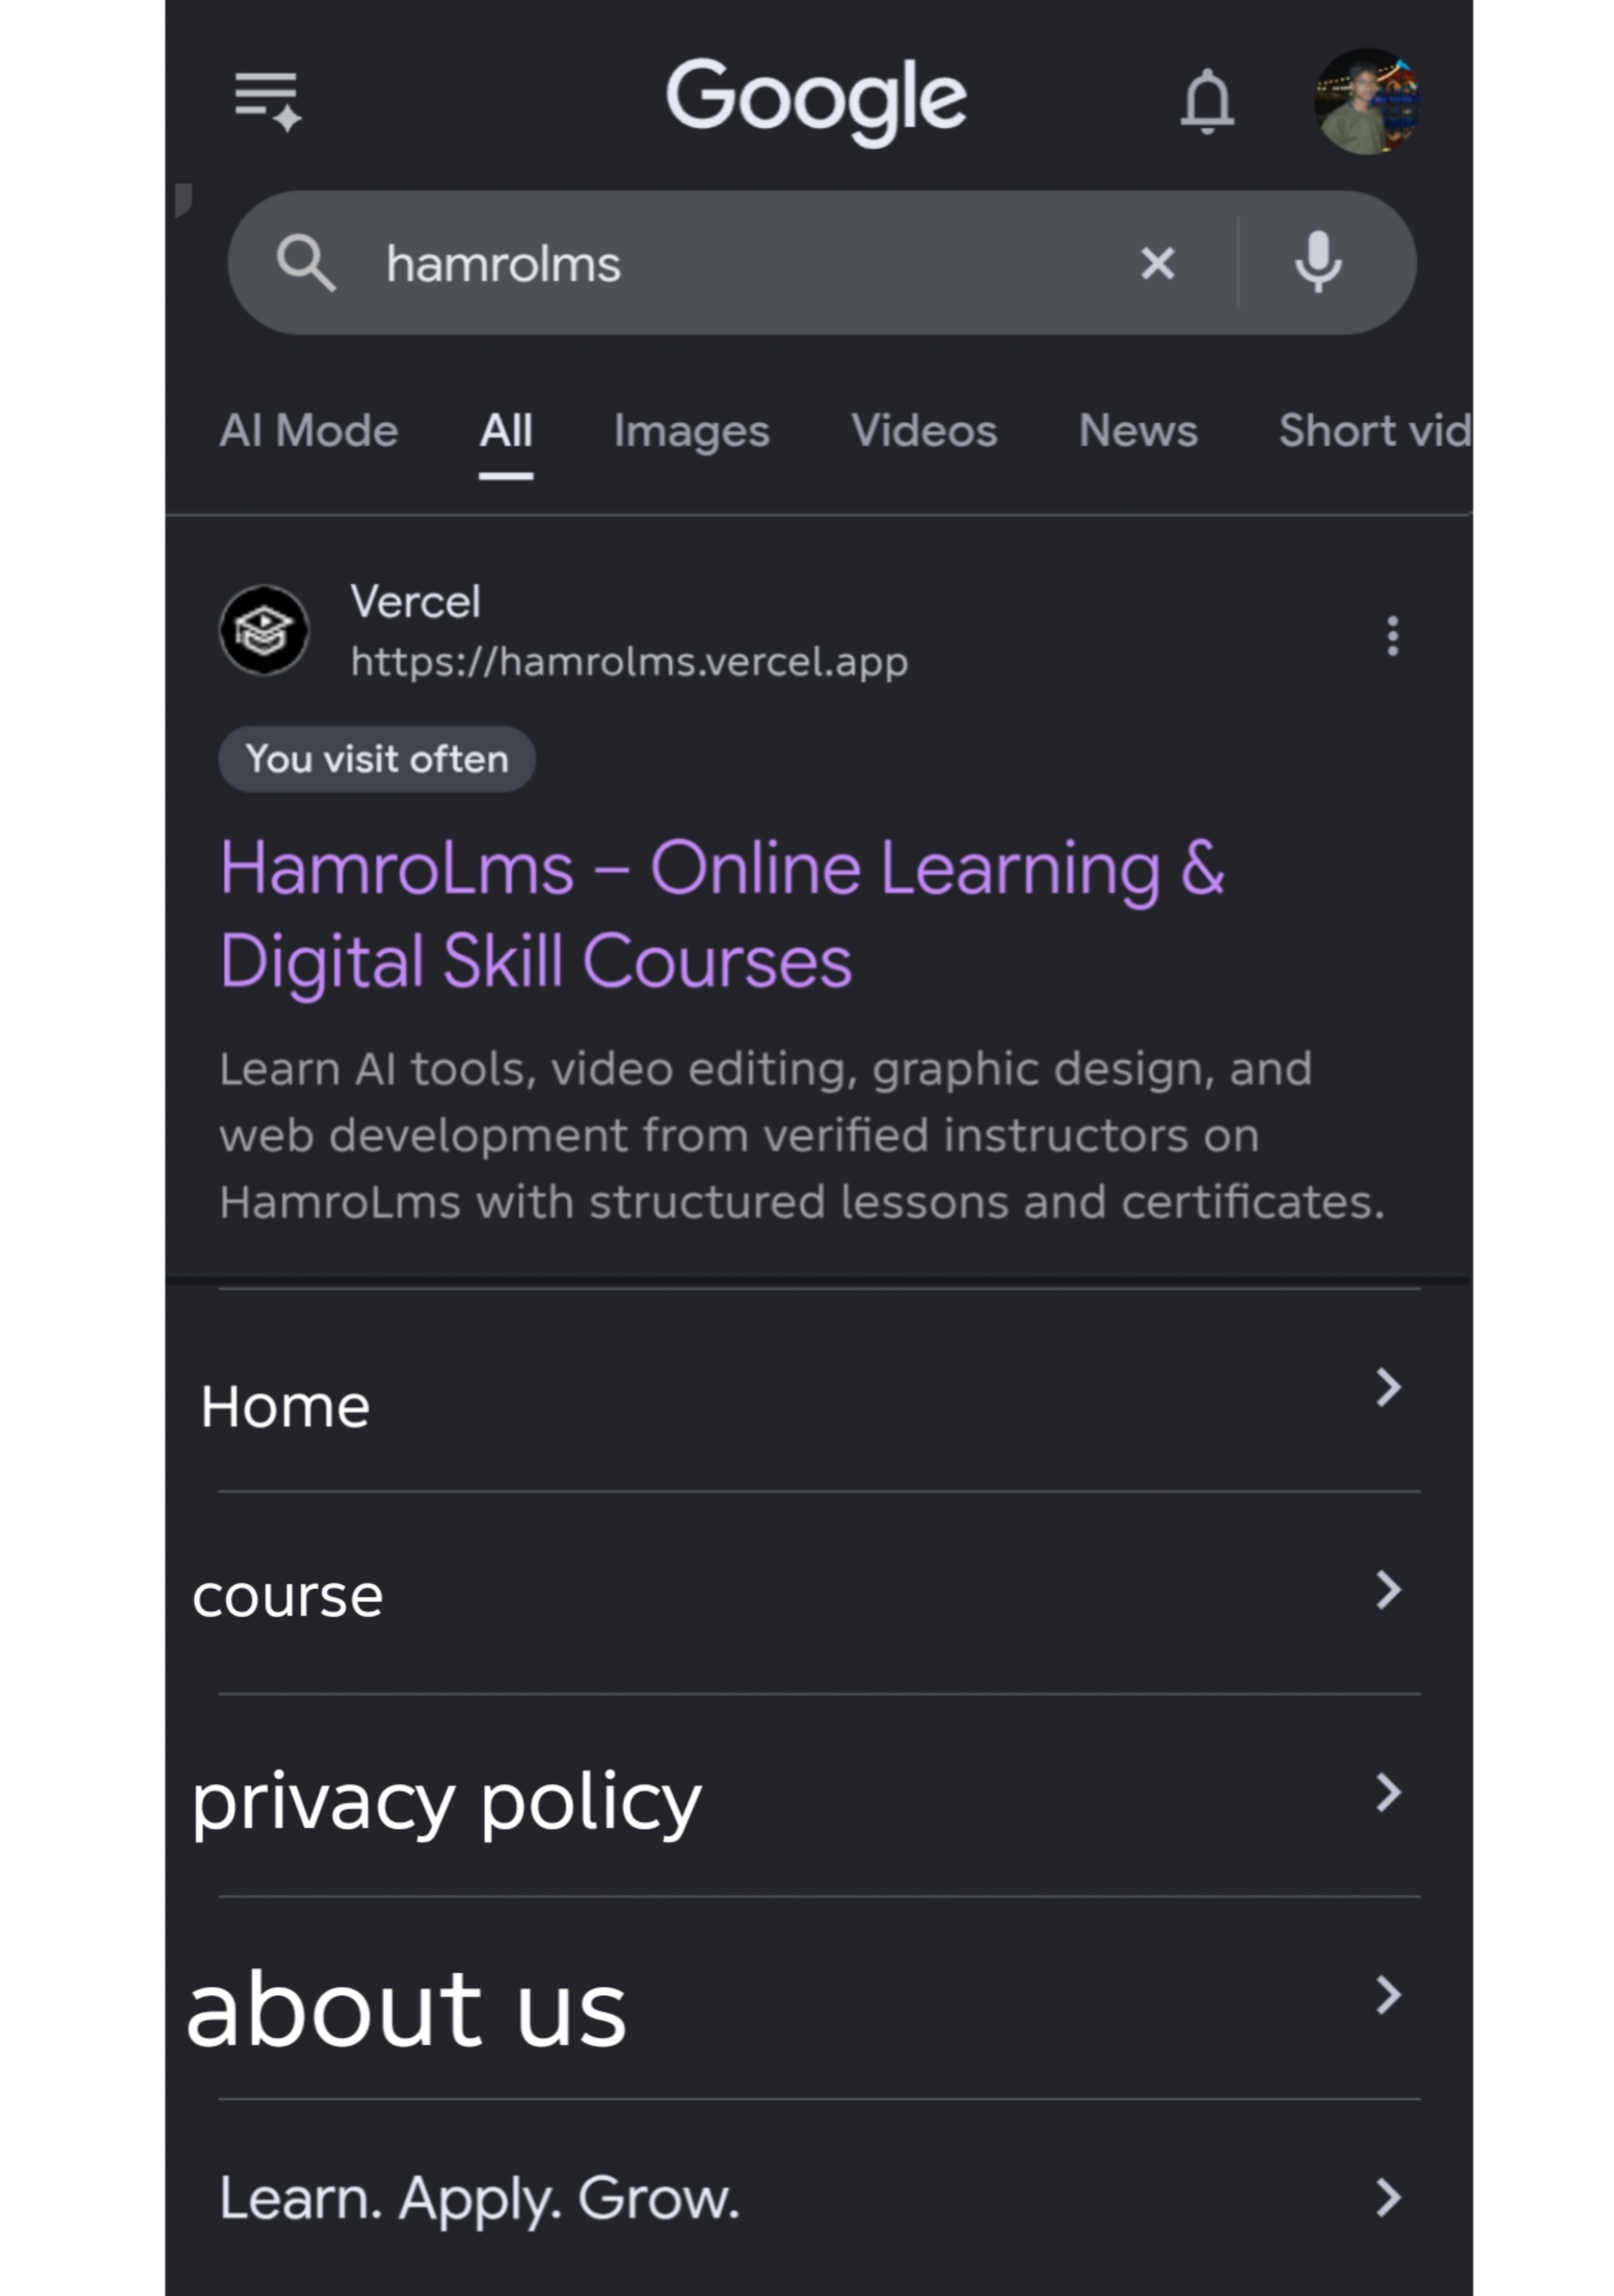 Google
hamrolms
AI Mode All Images Videos News Short vid
Vercel
https://hamrolms.vercel.app
You visit often
HamroLms – Online Learning &
Digital Skill Courses
Learn AI tools, video editing, graphic design, and
web development from verified instructors on
HamroLms with structured lessons and certificates.
Home
course
privacy policy
about us
Learn. Apply. Grow.